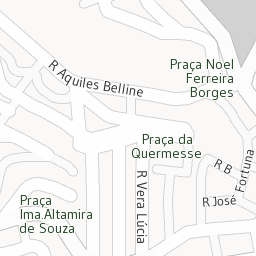 Praça Noel
Ferreira
Borges
R Aquiles Belline
Praça da
Quermesse
R B
R Vera Lúcia
Fortuna
R José
Praça
Ima.Altamira
de Souza